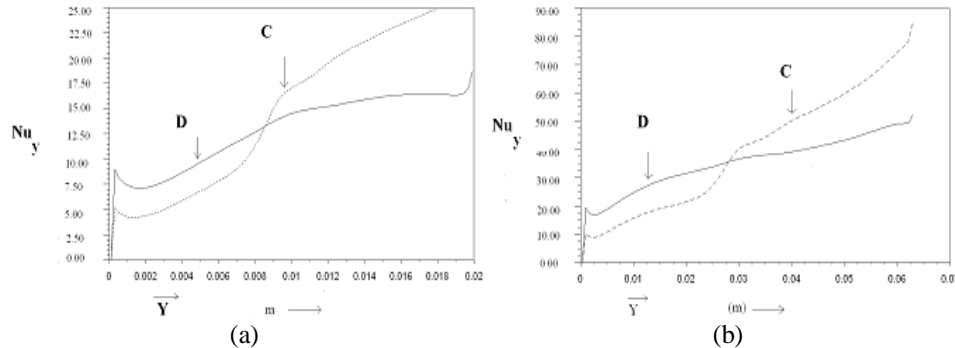 25.00
22.50
20.00
17.50
15.00
12.50
10.00
7.50
5.00
2.50
0.00
Nu y
C
D
0 0.002 0.004 0.006 0.008 0.01 0.012 0.014 0.016 0.018 0.02
Y m
(a)
90.00
80.00
70.00
60.00
50.00
40.00
30.00
20.00
10.00
00.00
Nu y
C
D
0 0.01 0.02 0.03 0.04 0.05 0.06 0.07
Y (m)
(b)